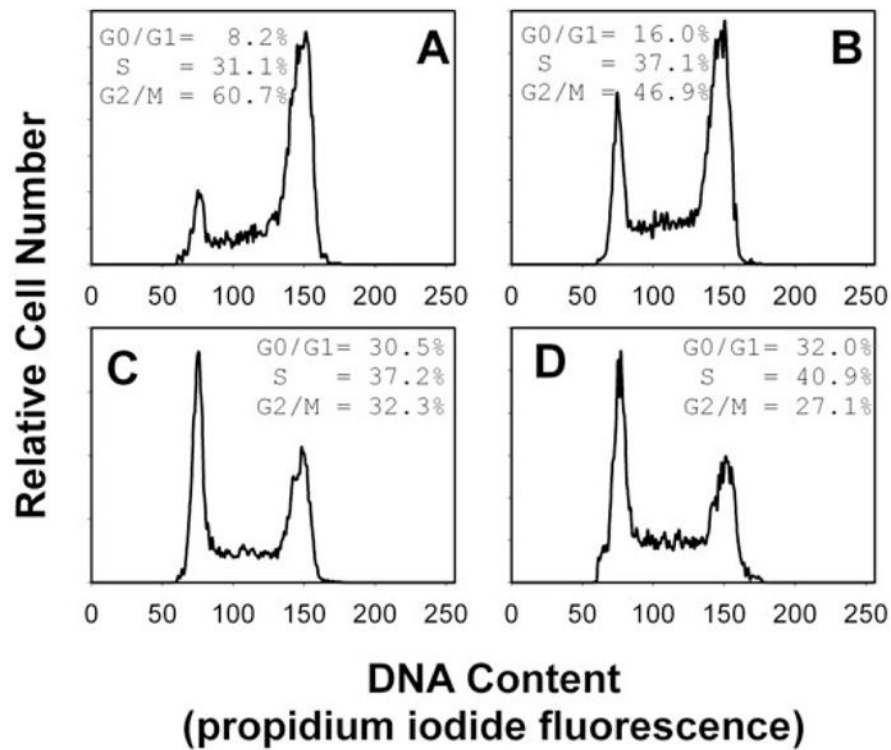 G0/G1= 8.2%
S = 31.1%
G2/M = 60.7%
A
0 50 100 150 200 250
G0/G1= 16.0%
S = 37.1%
G2/M = 46.9%
B
0 50 100 150 200 250
C
G0/G1= 30.5%
S = 37.2%
G2/M = 32.3%
0 50 100 150 200 250
D
G0/G1= 32.0%
S = 40.9%
G2/M = 27.1%
0 50 100 150 200 250
Relative Cell Number
DNA Content
(propidium iodide fluorescence)